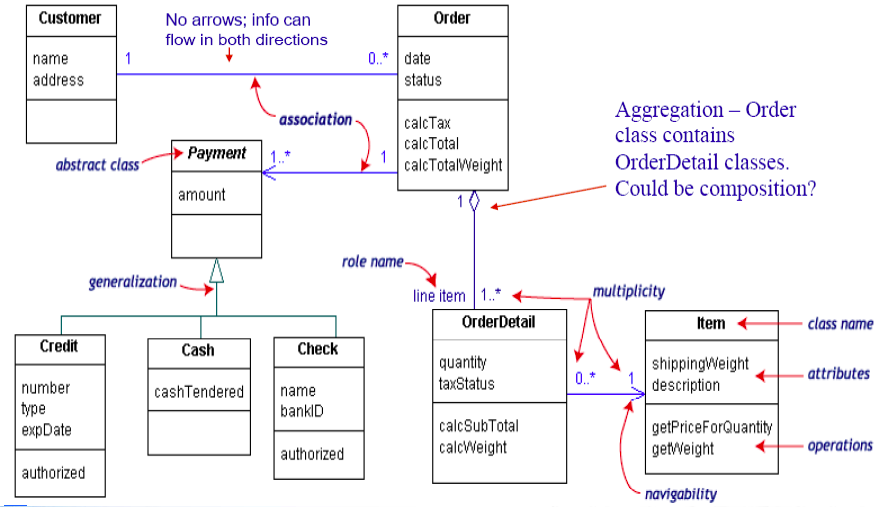 Customer
name
address
No arrows; info can
flow in both directions
1
0..*
Order
date
status
calcTax
calcTotal
calcTotalWeight
association
abstract class
Payment
amount
1..*
1
Aggregation – Order
class contains
OrderDetail classes.
Could be composition?
1
generalization
role name
line item
1..*
multiplicity
Credit
number
type
expDate
authorized
Cash
cashTendered
Check
name
bankID
authorized
OrderDetail
quantity
taxStatus
calcSubTotal
calcWeight
0..*
1
Item
shippingWeight
description
getPriceForQuantity
getWeight
class name
attributes
operations
navigability